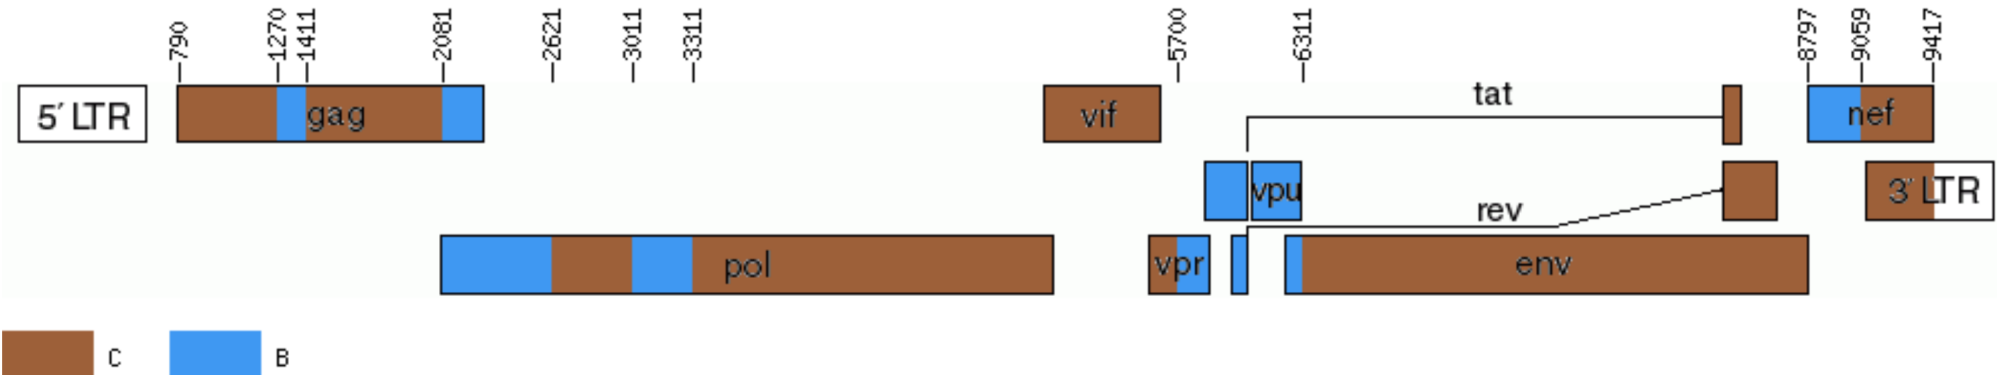 790 1270 1411 2081 2621 3011 3311 5700 6311 8797 9059 9417
5′ LTR gag vif tat nef
vpu rev 3′ LTR
pol vpr env
C B